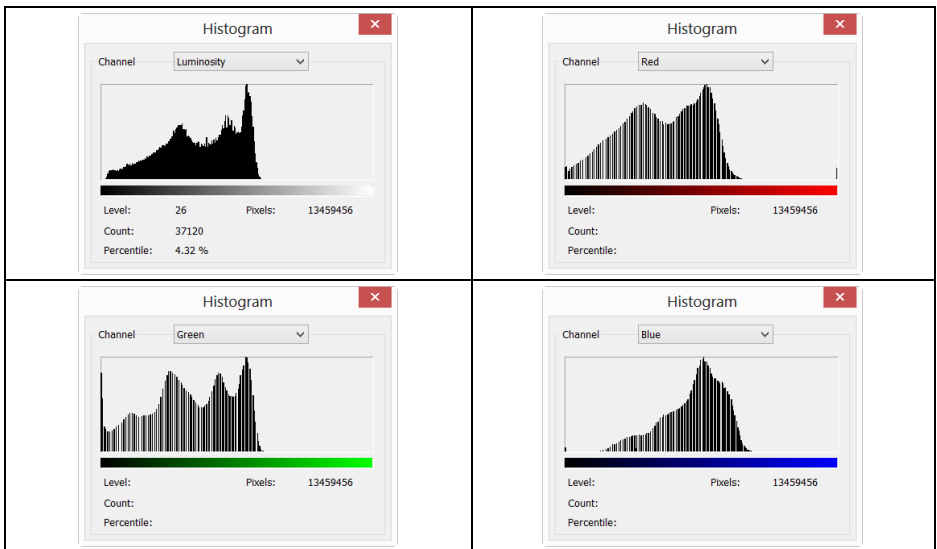 Histogram
Channel Luminosity
Level: 26 Pixels: 13459456
Count: 37120
Percentile: 4.32 %
Histogram
Channel Red
Level: Pixels: 13459456
Count:
Percentile:
Histogram
Channel Green
Level: Pixels: 13459456
Count:
Percentile:
Histogram
Channel Blue
Level: Pixels: 13459456
Count:
Percentile: